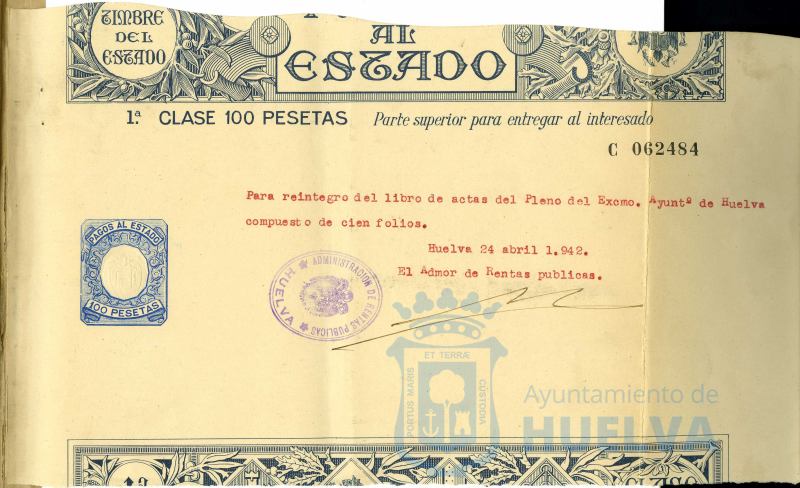 TIMBRE
DEL
ESTADO
AL
ESTADO
1.ª CLASE 100 PESETAS Parte superior para entregar al interesado
C 062484
Para reintegro del libro de actas del Pleno del Excmo. Ayuntº de Huelva
compuesto de cien folios.
Huelva 24 abril 1.942.
El Admor de Rentas publicas.
PAGOS AL ESTADO
100 PESETAS
ADMINISTRACION DE RENTAS PUBLICAS
HUELVA
ET TERRÆ
PORTUS MARIS
CUSTODIA
Ayuntamiento de
HUELVA
1.ª